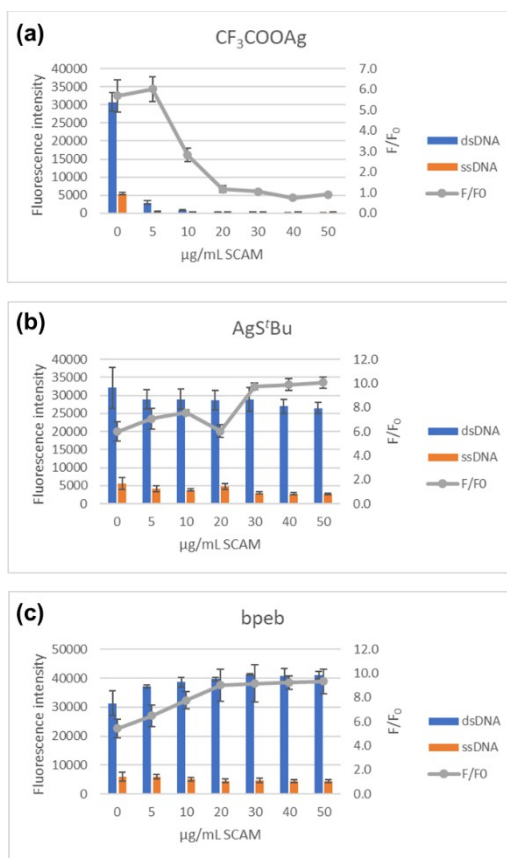 (a)
CF₃COOAg
Fluorescence intensity
40000
35000
30000
25000
20000
15000
10000
5000
0
7.0
6.0
5.0
4.0
3.0
2.0
1.0
0.0
F/F₀
dsDNA
ssDNA
F/F0
0 5 10 20 30 40 50
µg/mL SCAM
(b)
AgSᵗBu
Fluorescence intensity
40000
35000
30000
25000
20000
15000
10000
5000
0
12.0
10.0
8.0
6.0
4.0
2.0
0.0
F/F₀
dsDNA
ssDNA
F/F0
0 5 10 20 30 40 50
µg/mL SCAM
(c)
bpeb
Fluorescence intensity
50000
40000
30000
20000
10000
0
12.0
10.0
8.0
6.0
4.0
2.0
0.0
F/F₀
dsDNA
ssDNA
F/F0
0 5 10 20 30 40 50
µg/mL SCAM